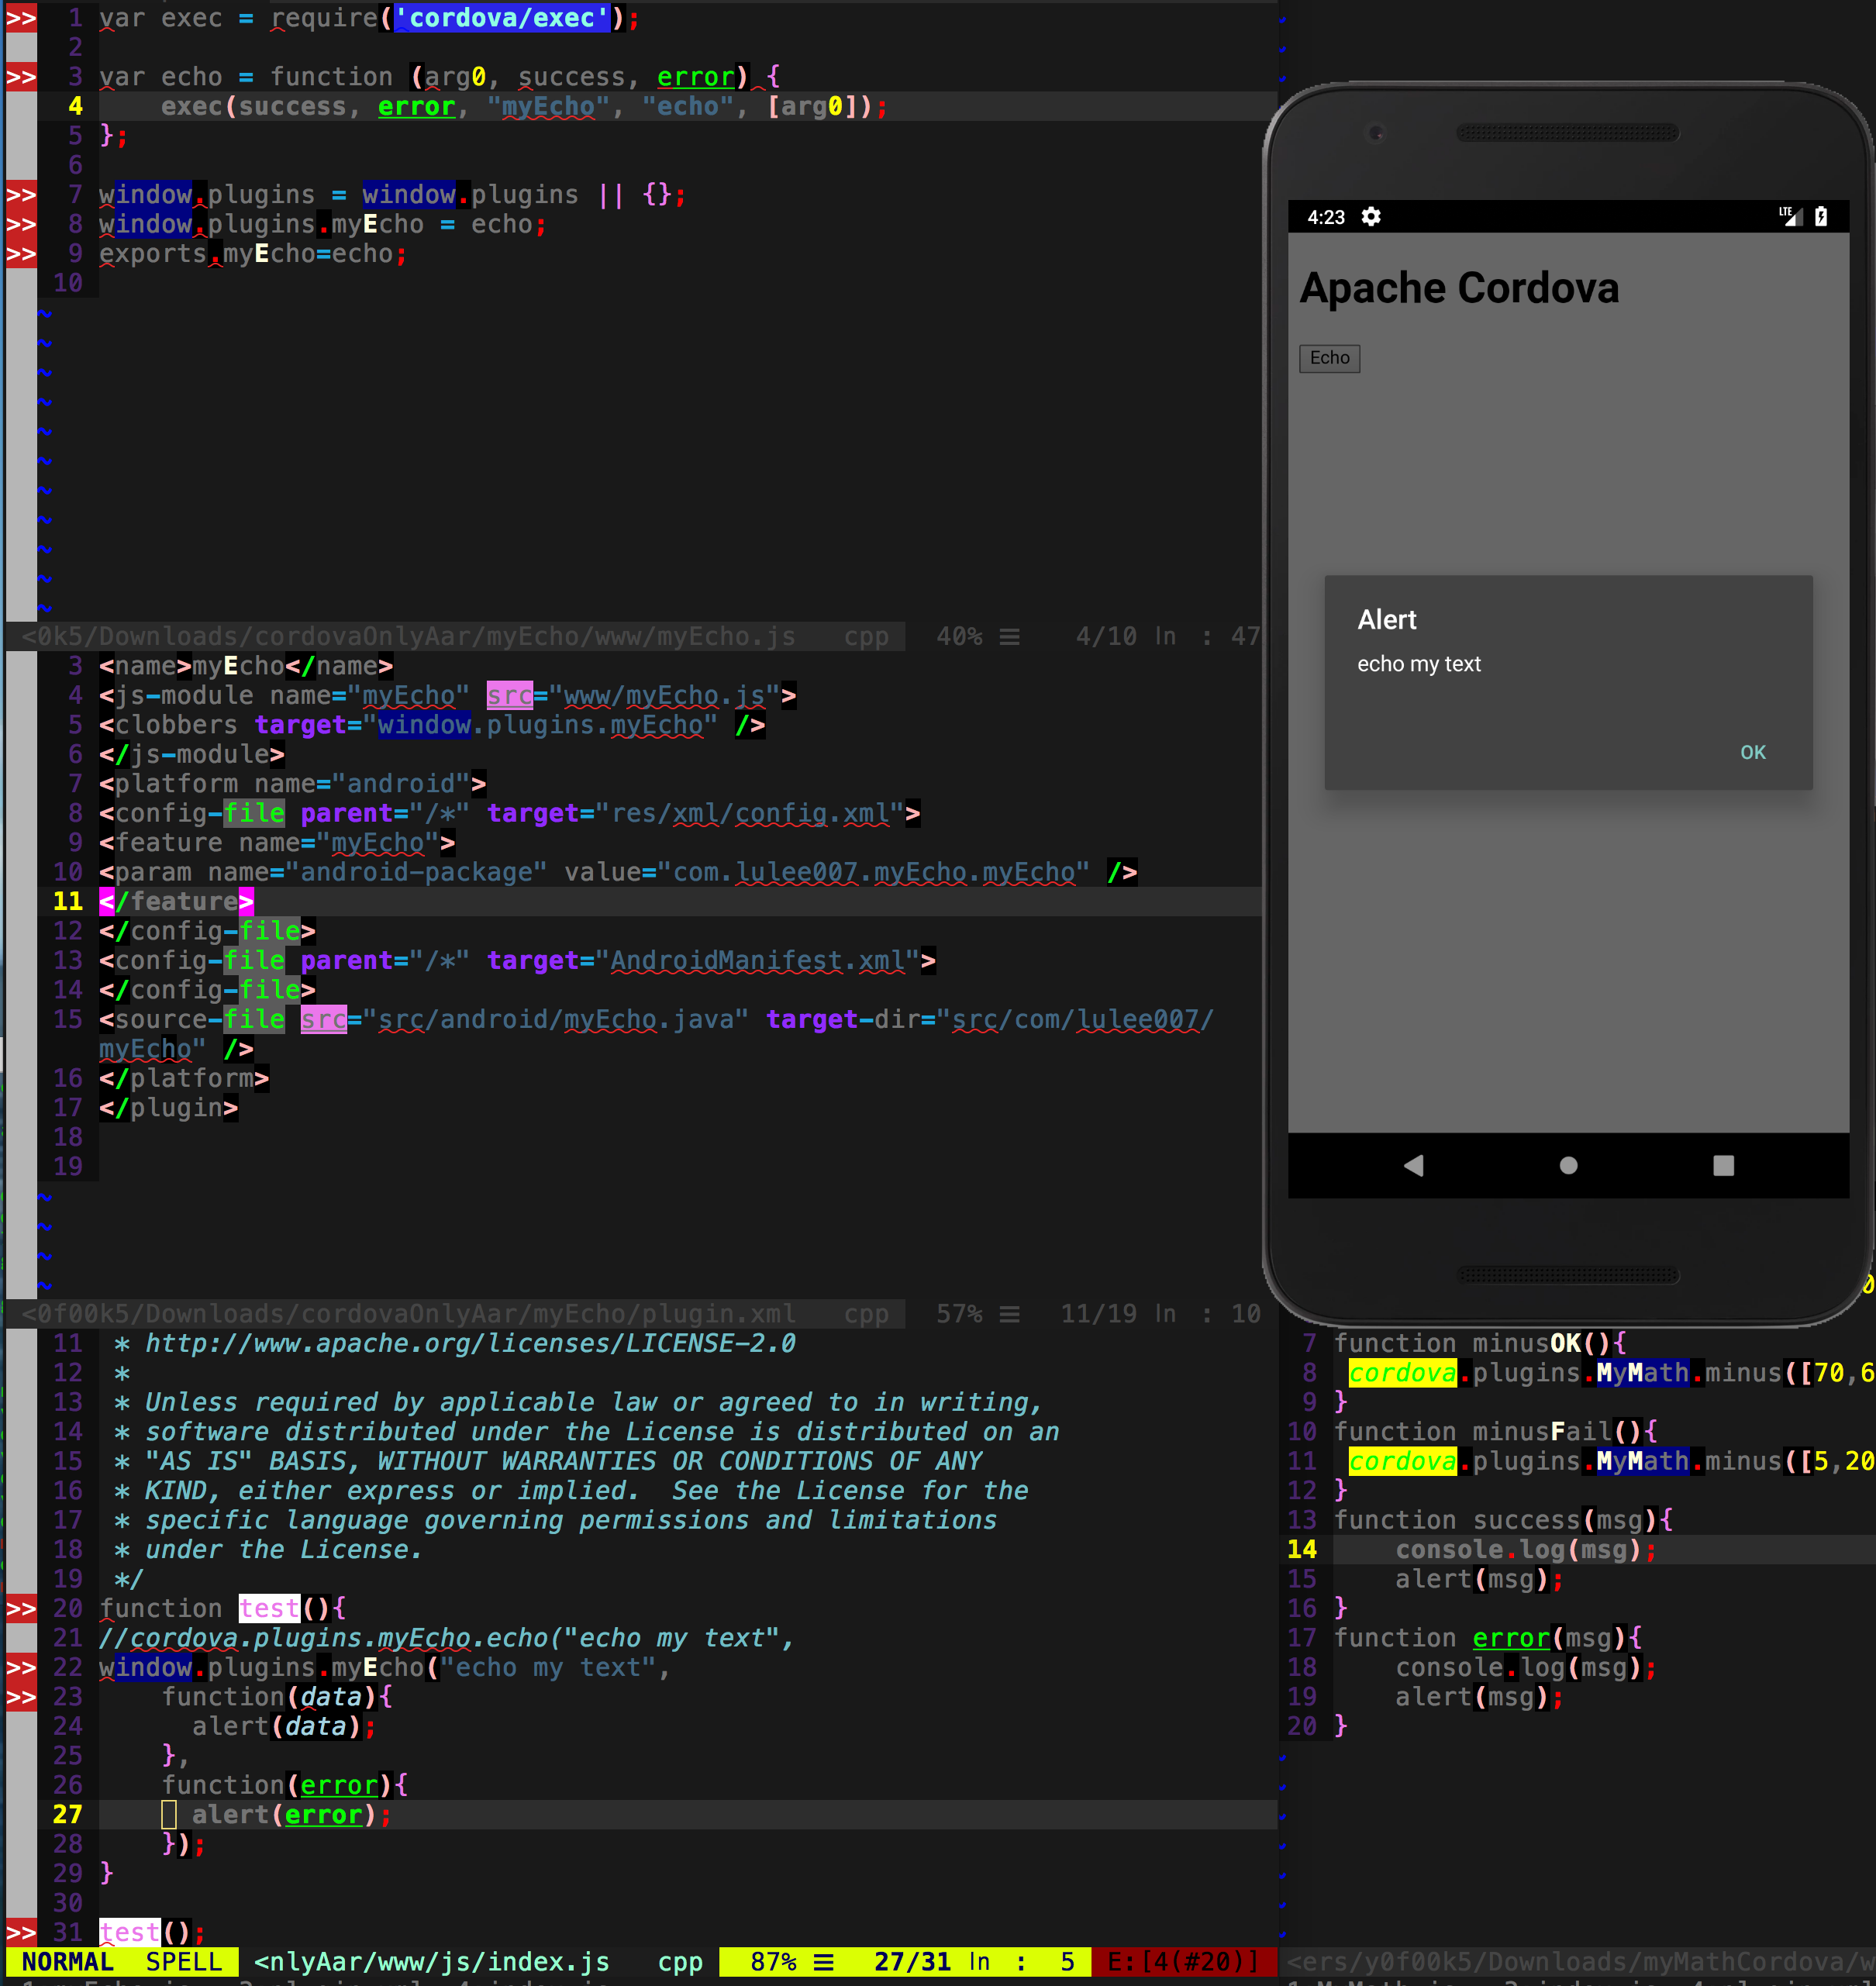 >> 1 var exec = require('cordova/exec');
2
>> 3 var echo = function (arg0, success, error) {
4 exec(success, error, "myEcho", "echo", [arg0]);
5 };
6
>> 7 window.plugins = window.plugins || {};
>> 8 window.plugins.myEcho = echo;
>> 9 exports.myEcho=echo;
10
~
~
~
~
~
~
~
~
~
~
~
<0k5/Downloads/cordovaOnlyAar/myEcho/www/myEcho.js cpp 40% ☰ 4/10 ln : 47
3 <name>myEcho</name>
4 <js-module name="myEcho" src="www/myEcho.js">
5 <clobbers target="window.plugins.myEcho" />
6 </js-module>
7 <platform name="android">
8 <config-file parent="/*" target="res/xml/config.xml">
9 <feature name="myEcho">
10 <param name="android-package" value="com.lulee007.myEcho.myEcho" />
11 </feature>
12 </config-file>
13 <config-file parent="/*" target="AndroidManifest.xml">
14 </config-file>
15 <source-file src="src/android/myEcho.java" target-dir="src/com/lulee007/
myEcho" />
16 </platform>
17 </plugin>
18
19
~
~
~
~
<0f00k5/Downloads/cordovaOnlyAar/myEcho/plugin.xml cpp 57% ☰ 11/19 ln : 10
11 * http://www.apache.org/licenses/LICENSE-2.0
12 *
13 * Unless required by applicable law or agreed to in writing,
14 * software distributed under the License is distributed on an
15 * "AS IS" BASIS, WITHOUT WARRANTIES OR CONDITIONS OF ANY
16 * KIND, either express or implied.  See the License for the
17 * specific language governing permissions and limitations
18 * under the License.
19 */
>> 20 function test(){
21 //cordova.plugins.myEcho.echo("echo my text",
>> 22 window.plugins.myEcho("echo my text",
>> 23 function(data){
24 alert(data);
25 },
26 function(error){
27 alert(error);
28 });
29 }
30
>> 31 test();
NORMAL SPELL <nlyAar/www/js/index.js cpp 87% ☰ 27/31 ln : 5 E:[4(#20)]
4:23 LTE
Apache Cordova
Echo
Alert
echo my text
OK
7 function minusOK(){
8 cordova.plugins.MyMath.minus([70,6
9 }
10 function minusFail(){
11 cordova.plugins.MyMath.minus([5,20
12 }
13 function success(msg){
14 console.log(msg);
15 alert(msg);
16 }
17 function error(msg){
18 console.log(msg);
19 alert(msg);
20 }
<ers/y0f00k5/Downloads/myMathCordova/